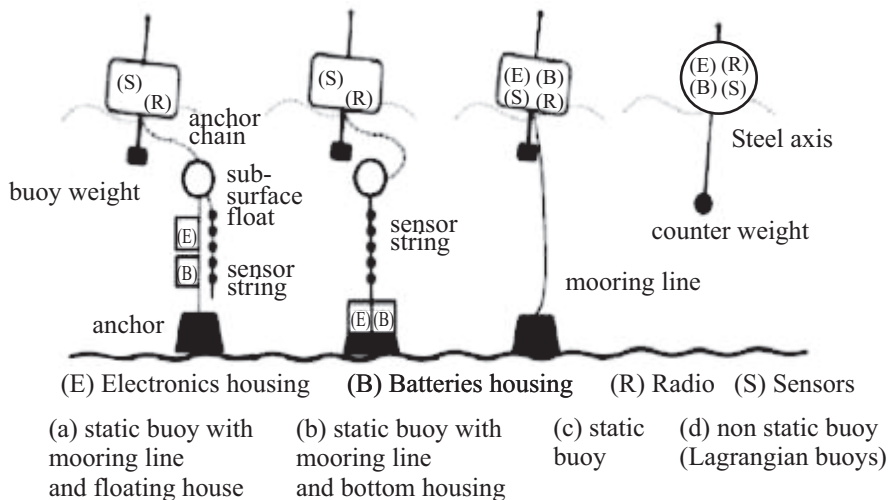 (S)
(R)
anchor
chain
buoy weight
sub-
surface
float
(E)
(B)
sensor
string
anchor
(S)
(R)
sensor
string
(E) (B)
(E) (B)
(S) (R)
mooring line
(E) (R)
(B) (S)
Steel axis
counter weight
(E) Electronics housing (B) Batteries housing (R) Radio (S) Sensors
(a) static buoy with
mooring line
and floating house
(b) static buoy with
mooring line
and bottom housing
(c) static
buoy
(d) non static buoy
(Lagrangian buoys)